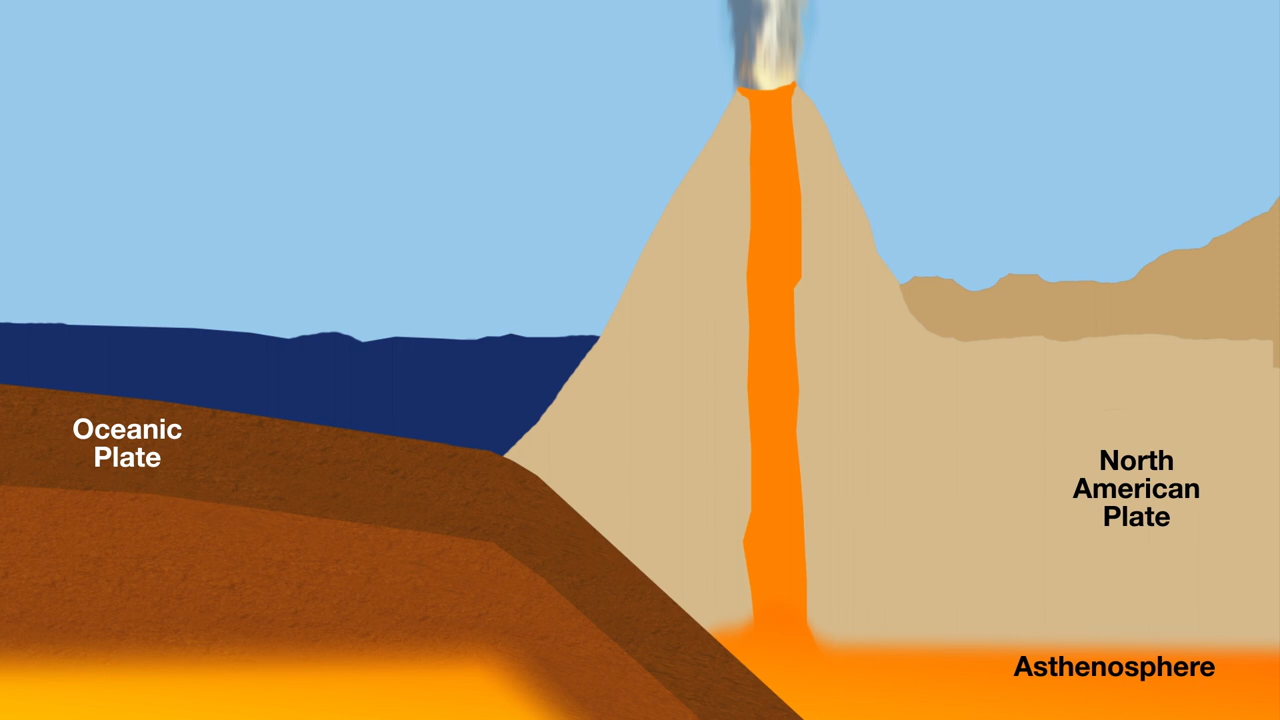 Oceanic
Plate
North
American
Plate
Asthenosphere